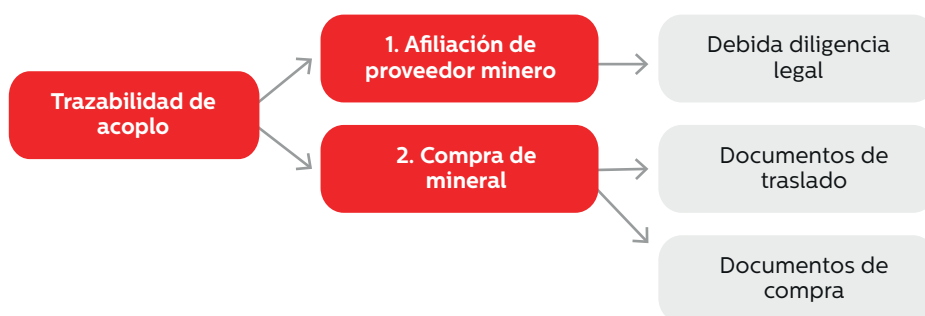 Trazabilidad de
acoplo
1. Afiliación de
proveedor minero
2. Compra de
mineral
Debida diligencia
legal
Documentos de
traslado
Documentos de
compra